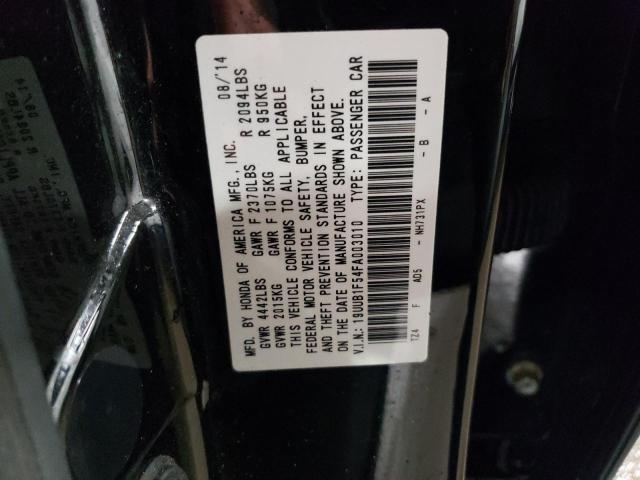 MFD. BY HONDA OF AMERICA MFG., INC. 08/'14
GVWR 4442LBS GAWR F 2370LBS R 2094LBS
GVWR 2015KG GAWR F 1075KG R 950KG
THIS VEHICLE CONFORMS TO ALL APPLICABLE
FEDERAL MOTOR VEHICLE SAFETY, BUMPER,
AND THEFT PREVENTION STANDARDS IN EFFECT
ON THE DATE OF MANUFACTURE SHOWN ABOVE.
V.I.N.: 19UUB1F54FA003010 TYPE: PASSENGER CAR
TZ4 F AD5 - NH731PX - B - A